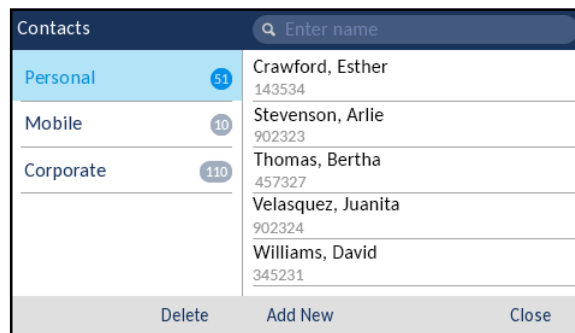 Contacts
Enter name
Personal 51
Mobile 10
Corporate 110
Crawford, Esther
143534
Stevenson, Arlie
902323
Thomas, Bertha
457327
Velasquez, Juanita
902324
Williams, David
345231
Delete Add New Close